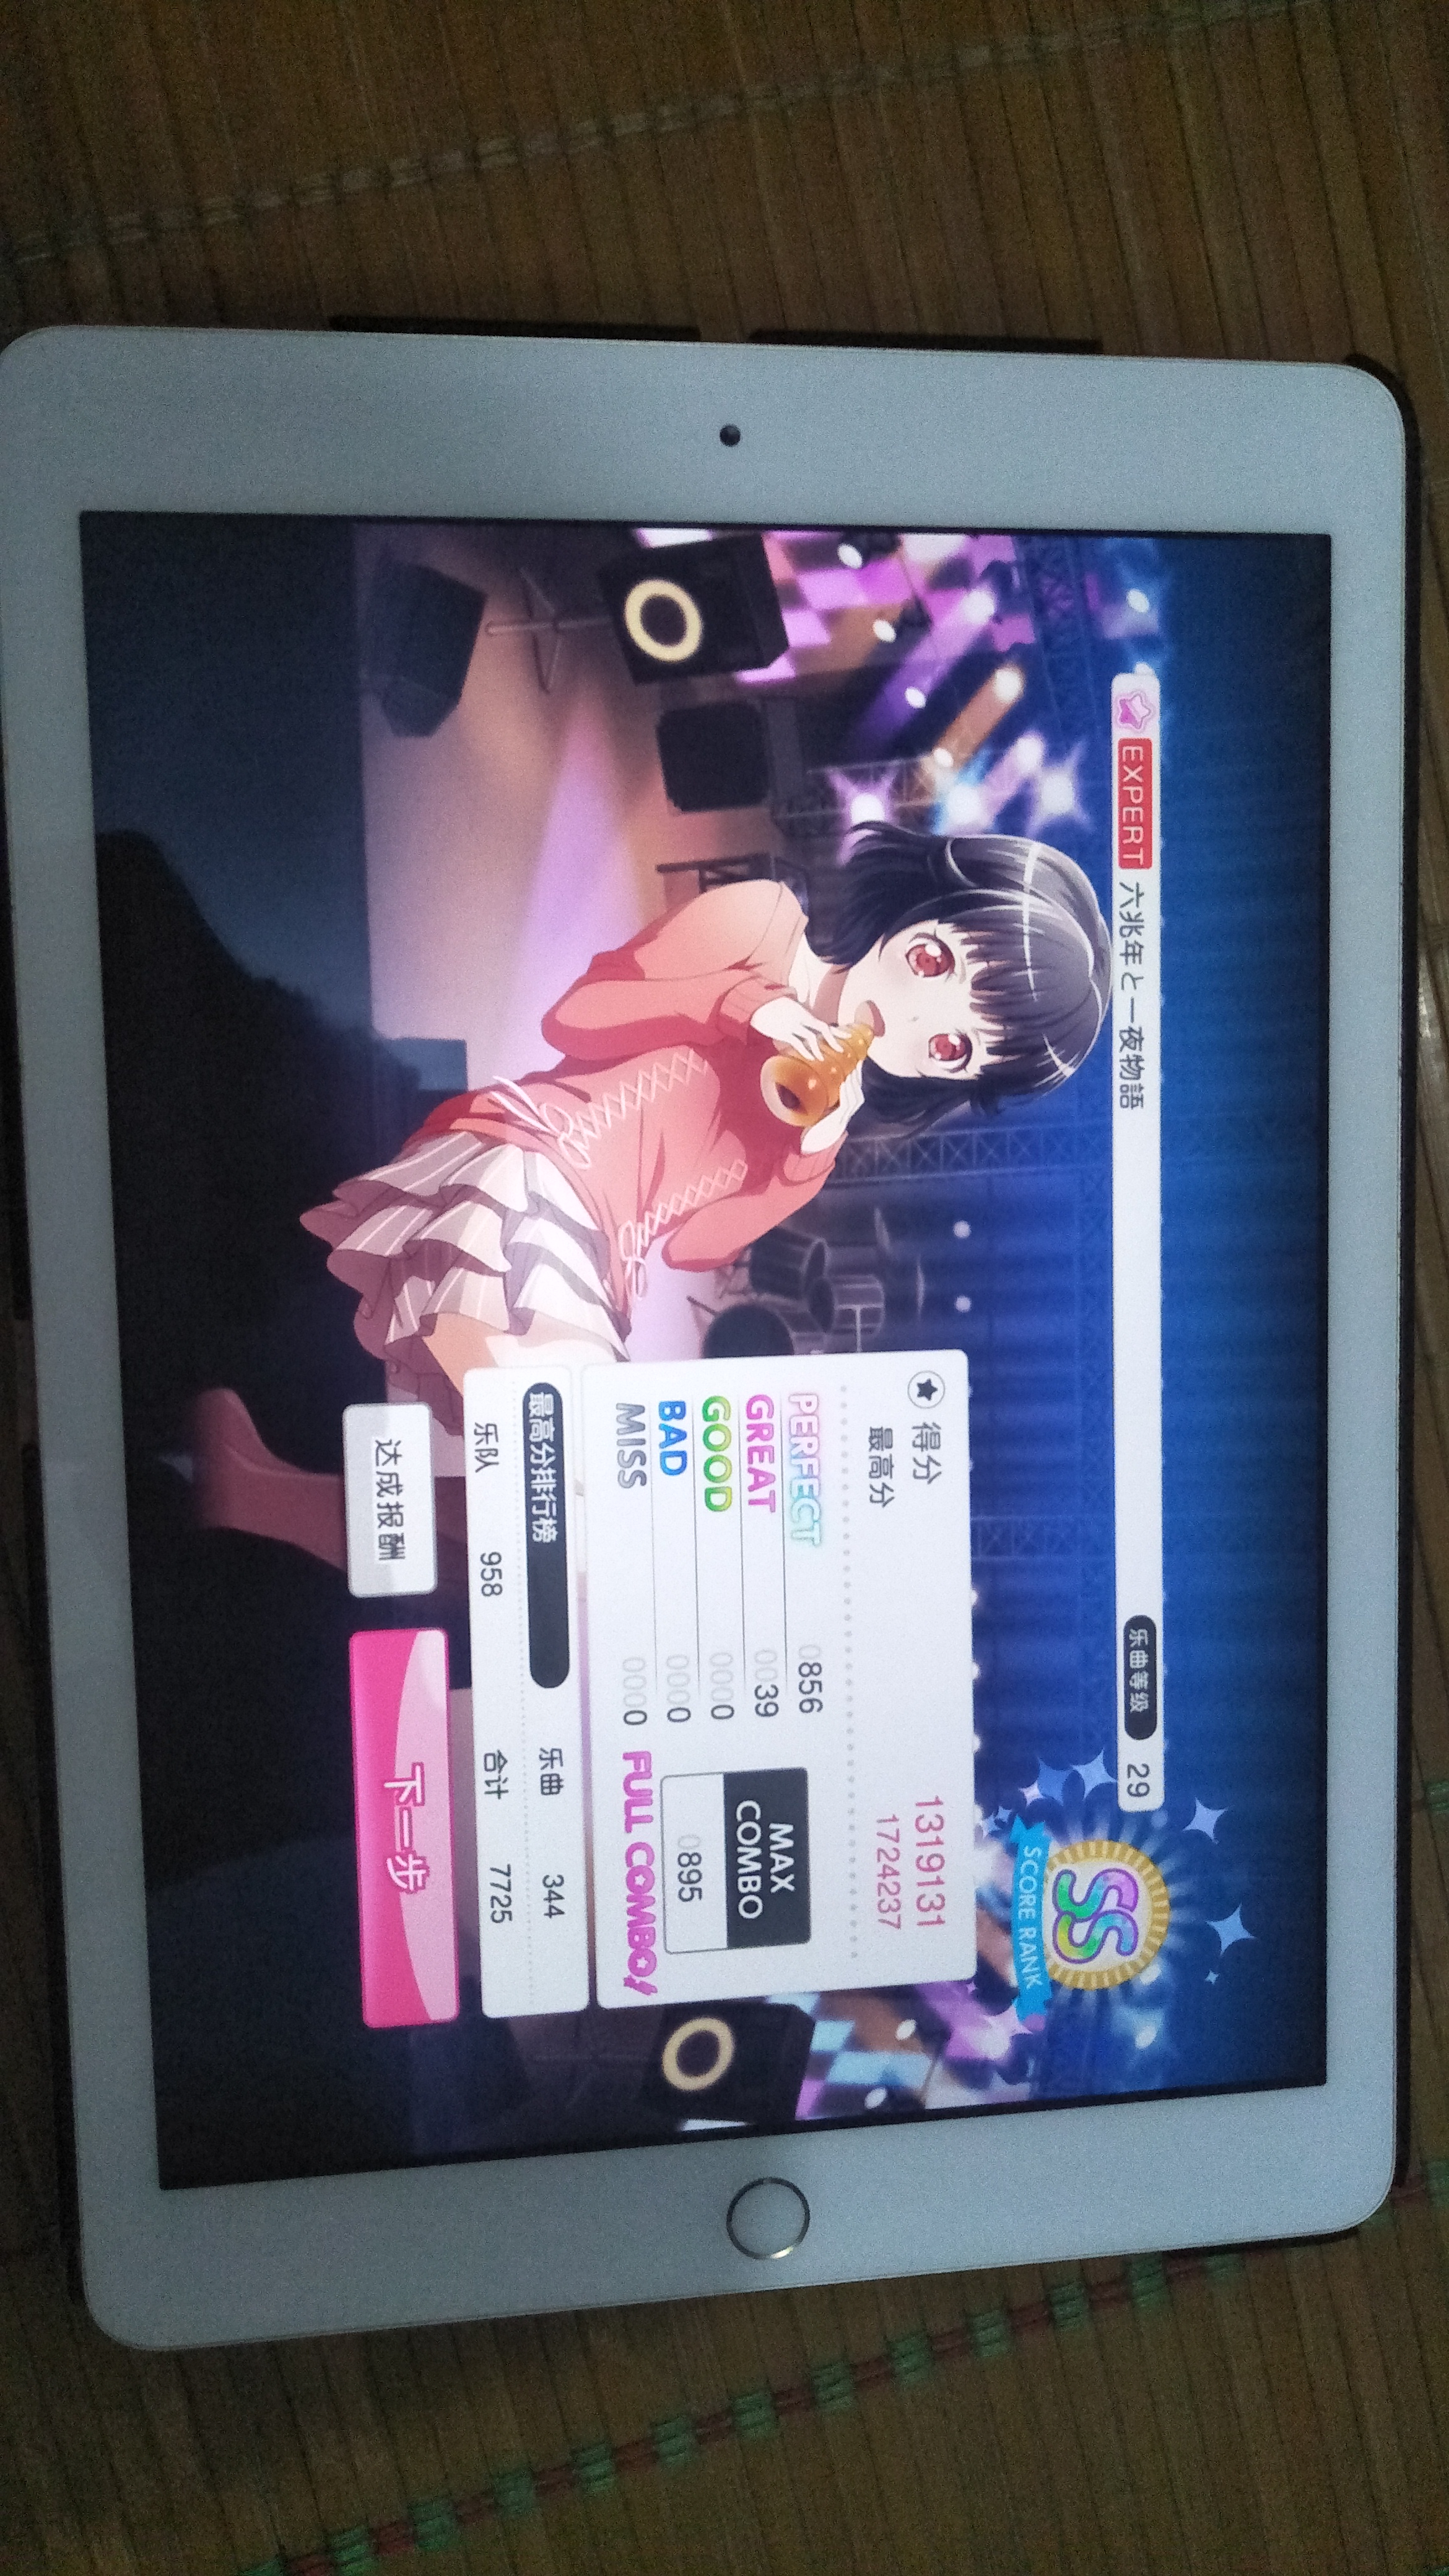 EXPERT 六兆年と一夜物語 乐曲等级 29
SS
SCORE RANK
得分 1319131
最高分 1724237
PERFECT 0856
GREAT 0039
GOOD 0000
BAD 0000
MISS 0000
MAX
COMBO
0895
FULL COMBO!
最高分排行榜 乐曲 344
乐队 958 合计 7725
达成报酬 下一步